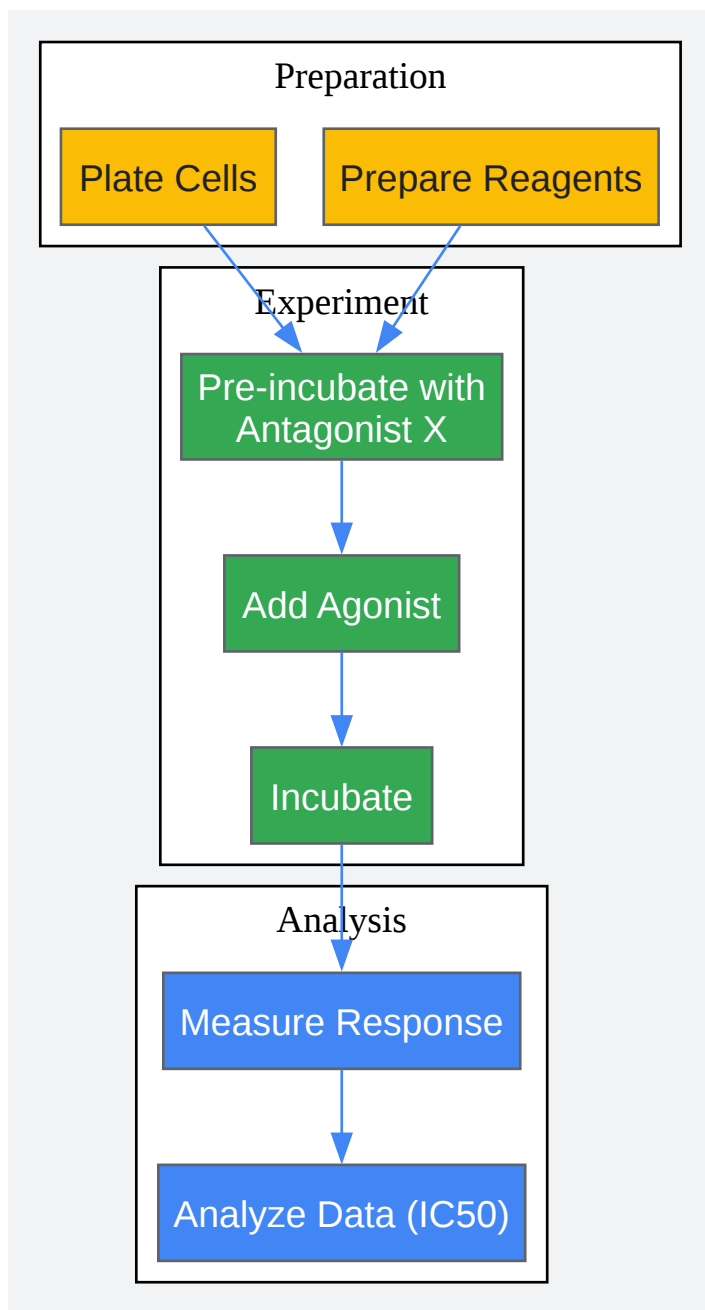 Preparation
Plate Cells
Prepare Reagents
Experiment
Pre-incubate with
Antagonist X
Add Agonist
Incubate
Analysis
Measure Response
Analyze Data (IC50)